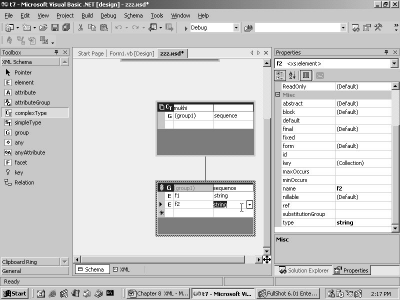 t7 - Microsoft Visual Basic .NET [design] - zzz.xsd*
File Edit View Project Build Debug Schema Tools Window Help
Debug
Toolbox
XML Schema
Pointer
E element
A attribute
attributeGroup
complexType
simpleType
G group
any
anyAttribute
F facet
key
Relation
Clipboard Ring
General
Start Page Form1.vb [Design] zzz.xsd*
mukhi
G (group1) sequence
G (group1) sequence
E f1 string
E f2 string
Schema XML
Properties
f2 <xs:element>
ReadOnly (Default)
Misc
abstract (Default)
block (Default)
default
final (Default)
fixed
form (Default)
id
key (Collection)
maxOccurs
minOccurs
name f2
nillable (Default)
ref
substitutionGroup
type string
Misc
Solution Explorer Properties
Ready
Start
Chapter 8 XML - M...
t7 - Microsoft Visual...
FullShot 6.01 Enter...
2:17 PM